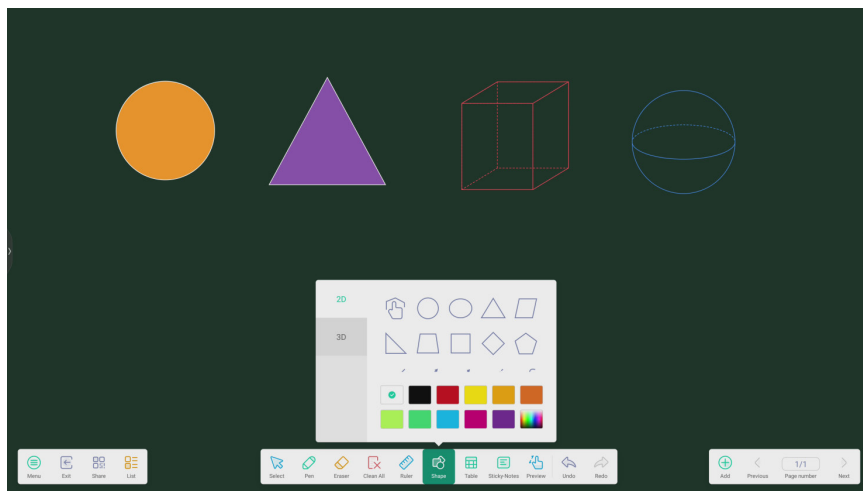 2D
3D
Menu
Exit
Share
List
Select
Pen
Eraser
Clean All
Ruler
Shape
Table
Sticky-Notes
Preview
Undo
Redo
Add
Previous
1/1
Page number
Next